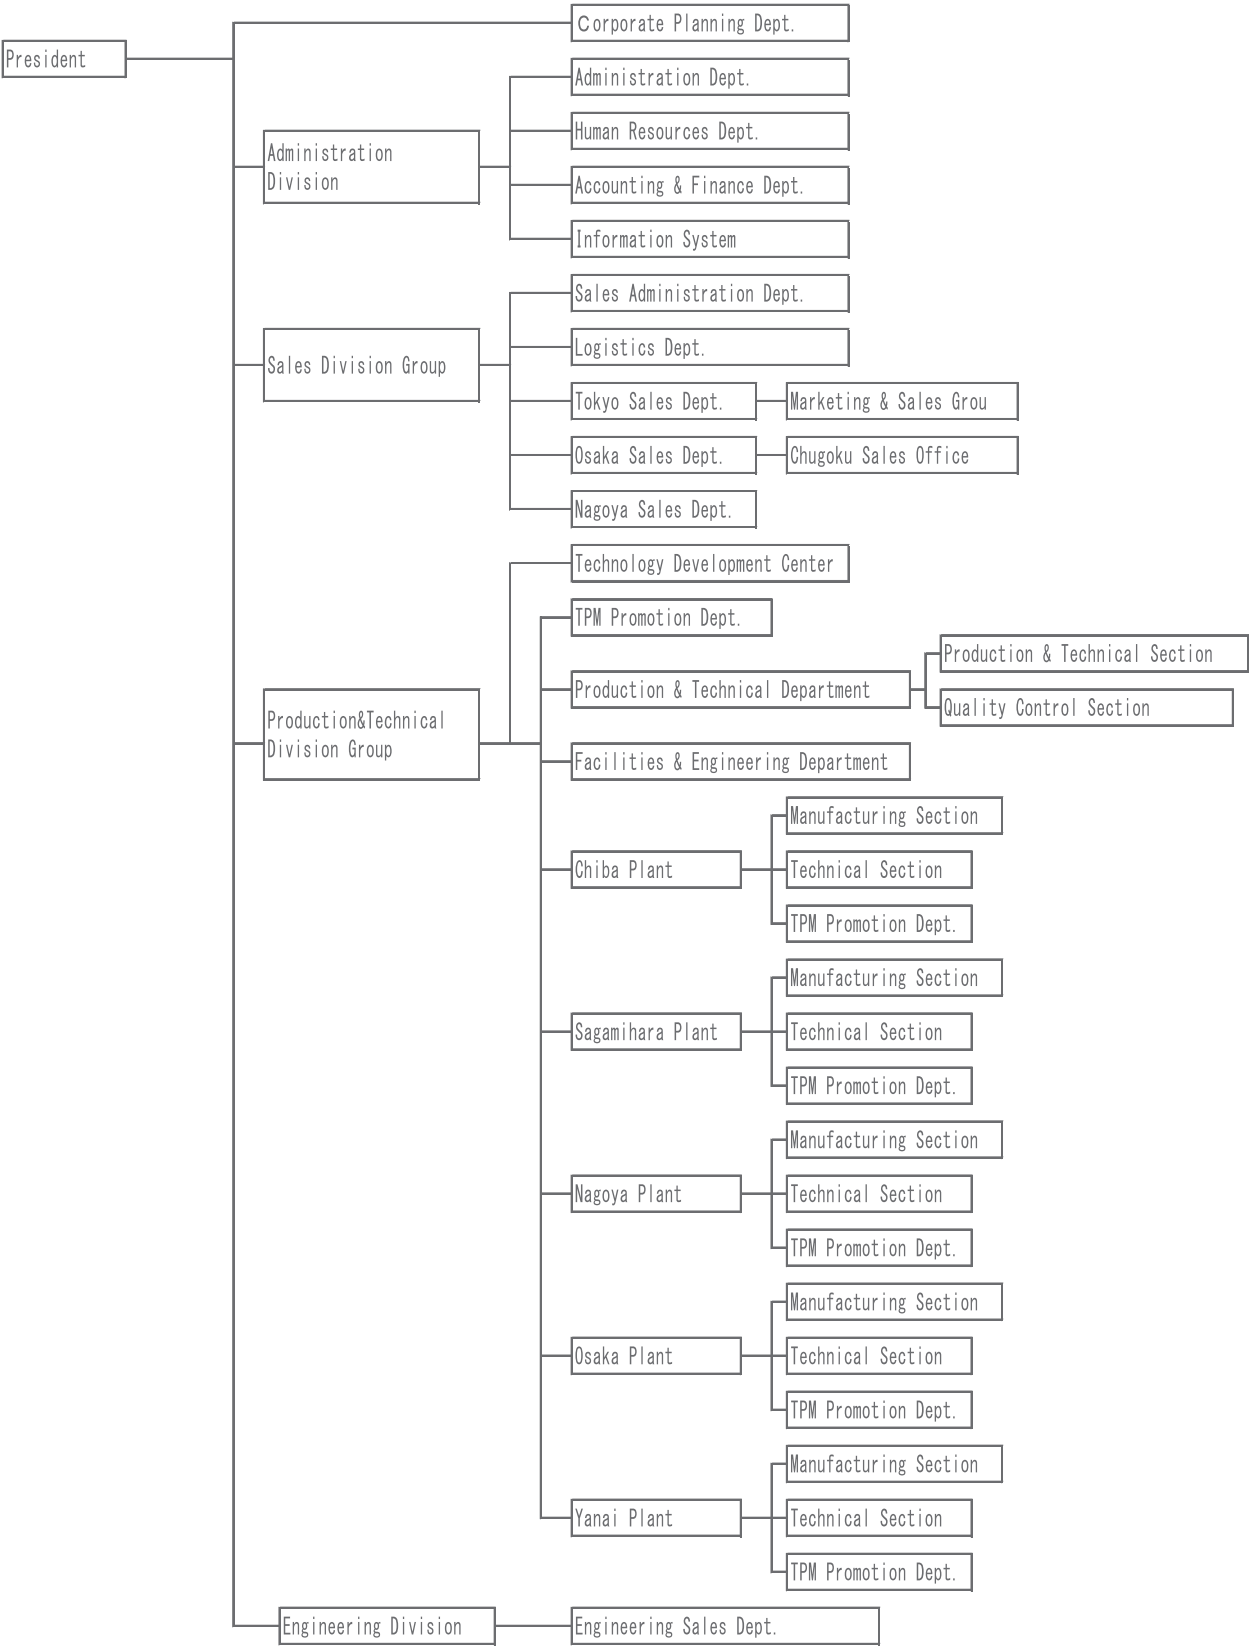 Corporate Planning Dept.
President
Administration Dept.
Human Resources Dept.
Administration
Division
Accounting & Finance Dept.
Information System
Sales Administration Dept.
Logistics Dept.
Sales Division Group
Tokyo Sales Dept.
Marketing & Sales Grou
Osaka Sales Dept.
Chugoku Sales Office
Nagoya Sales Dept.
Technology Development Center
TPM Promotion Dept.
Production & Technical Section
Production & Technical Department
Quality Control Section
Production&Technical
Division Group
Facilities & Engineering Department
Manufacturing Section
Chiba Plant
Technical Section
TPM Promotion Dept.
Manufacturing Section
Sagamihara Plant
Technical Section
TPM Promotion Dept.
Manufacturing Section
Nagoya Plant
Technical Section
TPM Promotion Dept.
Manufacturing Section
Osaka Plant
Technical Section
TPM Promotion Dept.
Manufacturing Section
Yanai Plant
Technical Section
TPM Promotion Dept.
Engineering Division
Engineering Sales Dept.